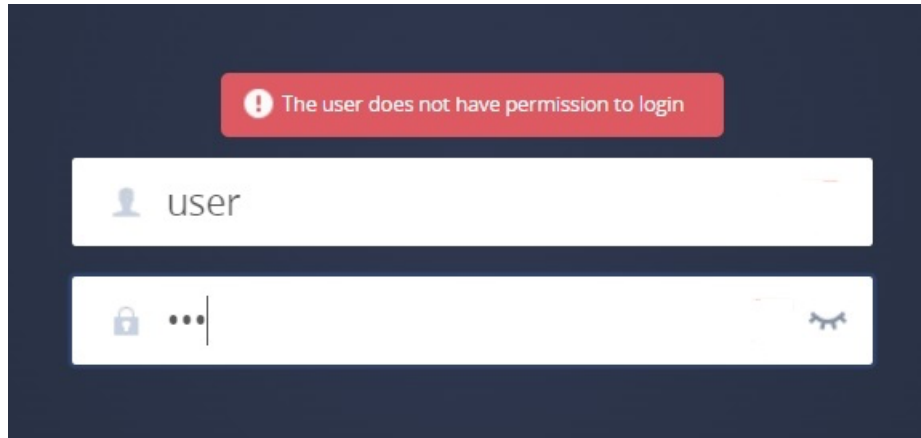 The user does not have permission to login
user
•••